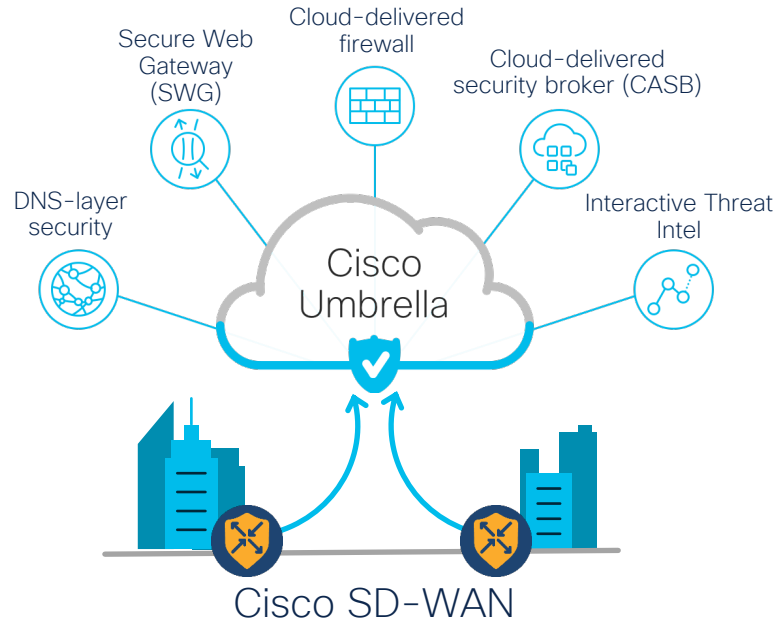 Cloud-delivered
firewall
Secure Web
Gateway
(SWG)
Cloud-delivered
security broker (CASB)
DNS-layer
security
Interactive Threat
Intel
Cisco
Umbrella
Cisco SD-WAN